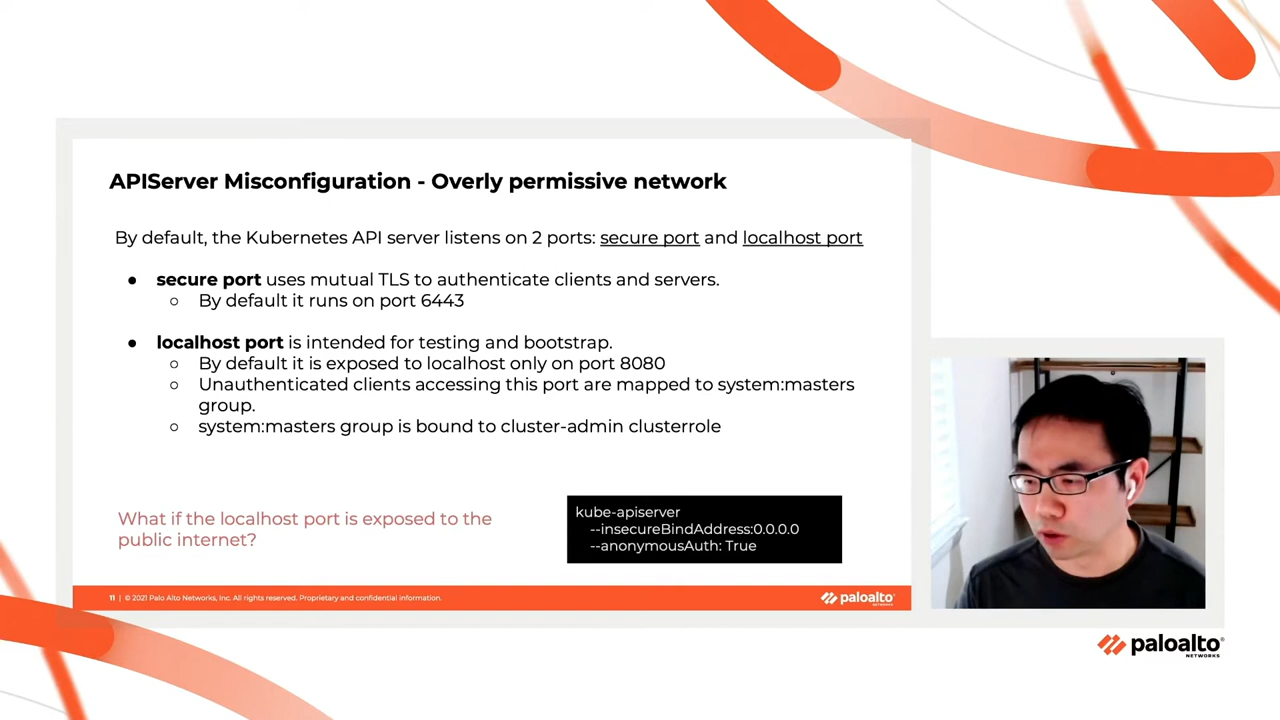 APIServer Misconfiguration - Overly permissive network
By default, the Kubernetes API server listens on 2 ports: secure port and localhost port
● secure port uses mutual TLS to authenticate clients and servers.
○ By default it runs on port 6443
● localhost port is intended for testing and bootstrap.
○ By default it is exposed to localhost only on port 8080
○ Unauthenticated clients accessing this port are mapped to system:masters
group.
○ system:masters group is bound to cluster-admin clusterrole
What if the localhost port is exposed to the
public internet?
kube-apiserver
--insecureBindAddress:0.0.0.0
--anonymousAuth: True
11 | © 2021 Palo Alto Networks, Inc. All rights reserved. Proprietary and confidential information.
paloalto
NETWORKS
paloalto
NETWORKS